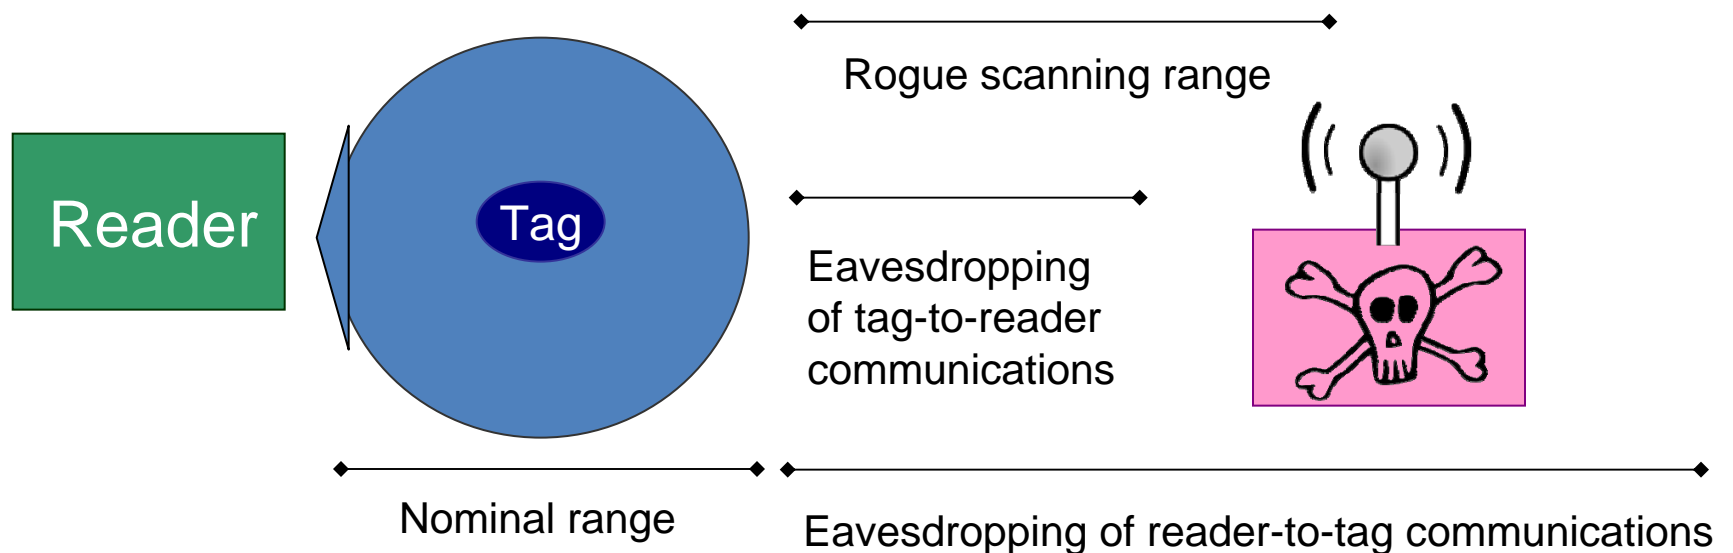 Rogue scanning range
Reader
Tag
Eavesdropping
of tag-to-reader
communications
Nominal range
Eavesdropping of reader-to-tag communications